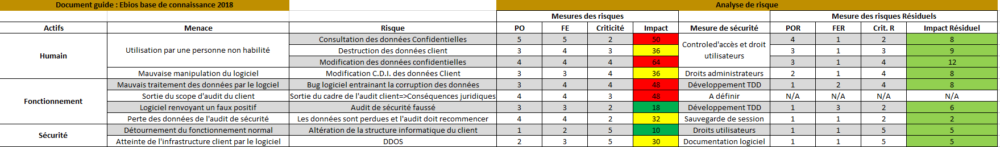 Document guide : Ebios base de connaissance 2018 Analyse de risque
Mesures des risques Mesure des risques Résiduels
Actifs Menace Risque PO FE Criticité Impact Mesure de sécurité POR FER Crit. R Impact Résiduel
Humain Utilisation par une personne non habilité Consultation des données Confidentielles 5 5 2 50 Controled'accès et droit utilisateurs 4 1 2 8
Destruction des données client 3 4 3 36 3 1 3 9
Modification des données confidentielles 4 4 4 64 3 1 4 12
Mauvaise manipulation du logiciel Modification C.D.I. des données Client 3 3 4 36 Droits administrateurs 2 1 4 8
Fonctionnement Mauvais traitement des données par le logciel Bug logiciel entrainant la corruption des données 3 4 4 48 Développement TDD 1 2 4 8
Sortie du scope d'audit du client Sortie du cadre de l'audit client=>Conséquences juridiques 4 4 3 48 A définir N/A N/A N/A N/A
Logiciel renvoyant un faux positif Audit de sécurité faussé 3 3 2 18 Développement TDD 1 3 2 6
Perte des données de l'audit de sécurité Les données sont perdues et l'audit doit recommencer 4 4 2 32 Sauvegarde de session 1 1 2 2
Sécurité Détournement du fonctionnement normal Altération de la structure informatique du client 1 2 5 10 Droits utilisateurs 1 1 5 5
Atteinte de l'infrastructure client par le logiciel DDOS 2 3 5 30 Documentation logiciel 1 1 5 5